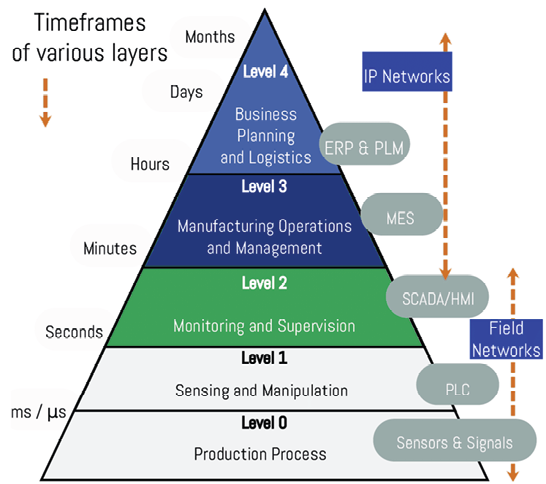 Timeframes
of various layers
Months
Days
Hours
Minutes
Seconds
ms / µs
Level 4
Business
Planning
and Logistics
Level 3
Manufacturing Operations
and Management
Level 2
Monitoring and Supervision
Level 1
Sensing and Manipulation
Level 0
Production Process
ERP & PLM
MES
SCADA/HMI
PLC
Sensors & Signals
IP Networks
Field
Networks